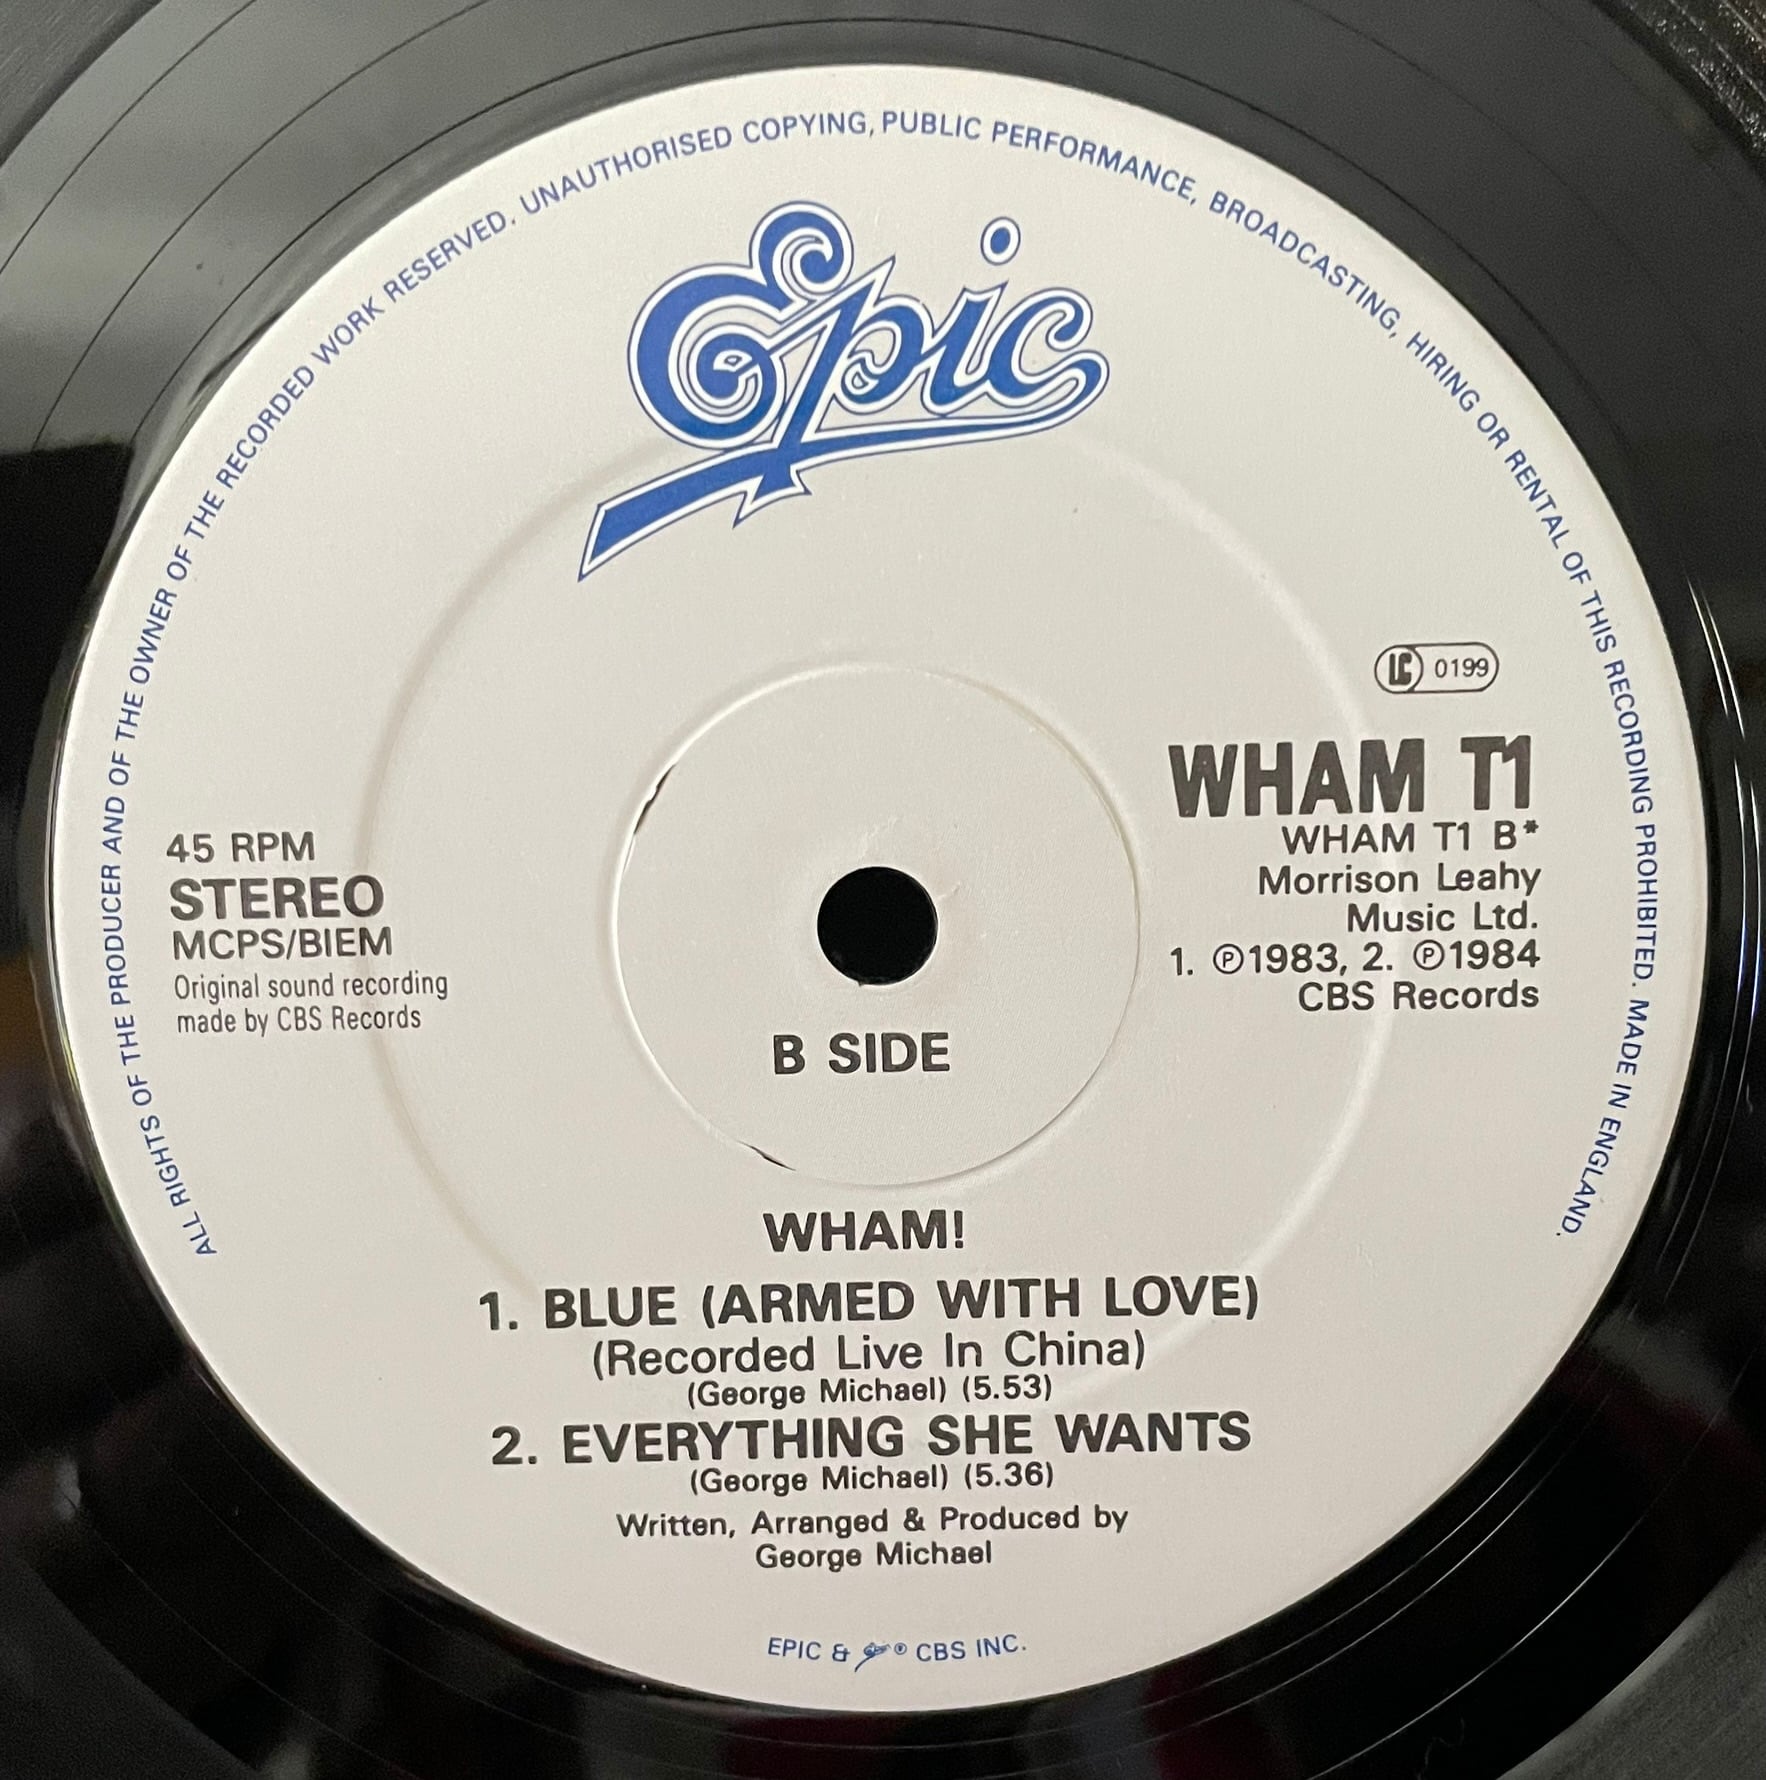 ALL RIGHTS OF THE PRODUCER AND OF THE OWNER OF THE RECORDED WORK RESERVED. UNAUTHORISED COPYING, PUBLIC PERFORMANCE, BROADCASTING, HIRING OR RENTAL OF THIS RECORDING PROHIBITED. MADE IN ENGLAND.
Epic
LC 0199
45 RPM
STEREO
MCPS/BIEM
Original sound recording
made by CBS Records
WHAM T1
WHAM T1 B*
Morrison Leahy
Music Ltd.
1. ℗1983, 2. ℗1984
CBS Records
B SIDE
WHAM!
1. BLUE (ARMED WITH LOVE)
(Recorded Live In China)
(George Michael) (5.53)
2. EVERYTHING SHE WANTS
(George Michael) (5.36)
Written, Arranged & Produced by
George Michael
EPIC & Epic ® CBS INC.